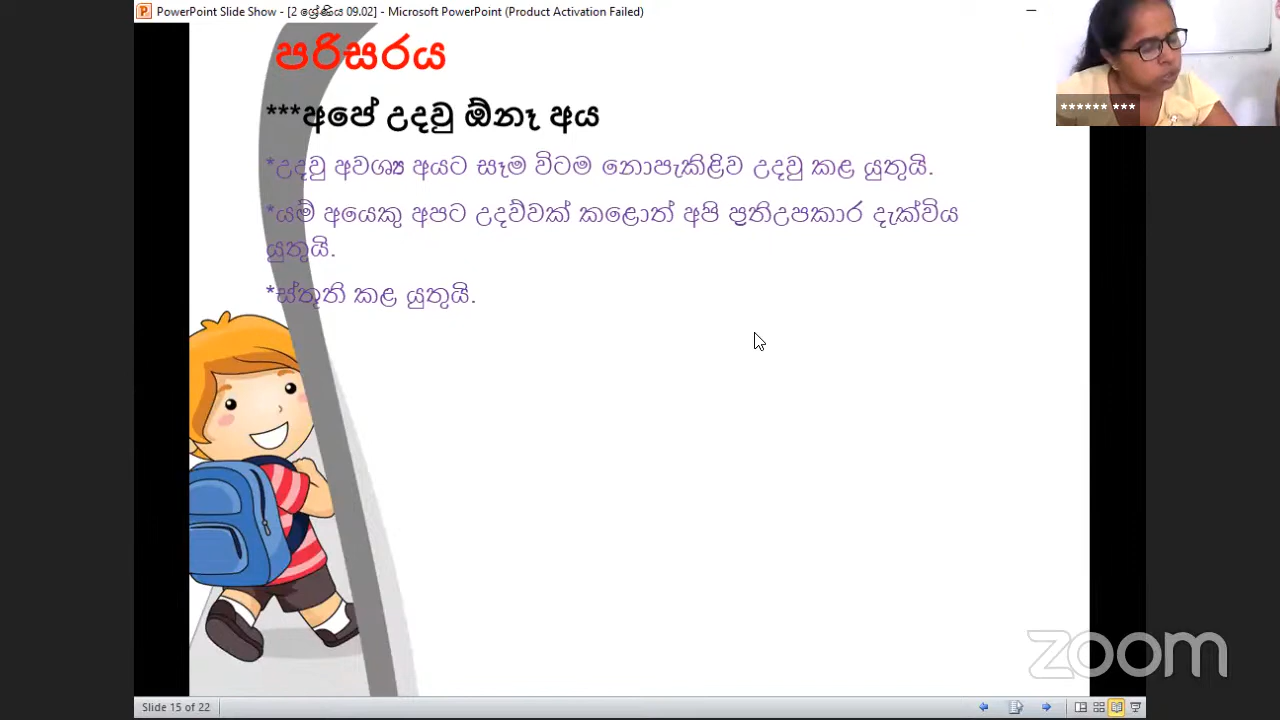 PowerPoint Slide Show - [2 ශ්‍රේණිය 09.02] - Microsoft PowerPoint (Product Activation Failed)
පරිසරය
***අපේ උදවු ඕනෑ අය
****** ***
*උදවු අවශ්‍ය අයට සෑම විටම නොපැකිළිව උදවු කළ යුතුයි.
*යම් අයෙකු අපට උදව්වක් කළොත් අපි ප්‍රතිඋපකාර දැක්විය
යුතුයි.
*ස්තූති කළ යුතුයි.
zoom
Slide 15 of 22